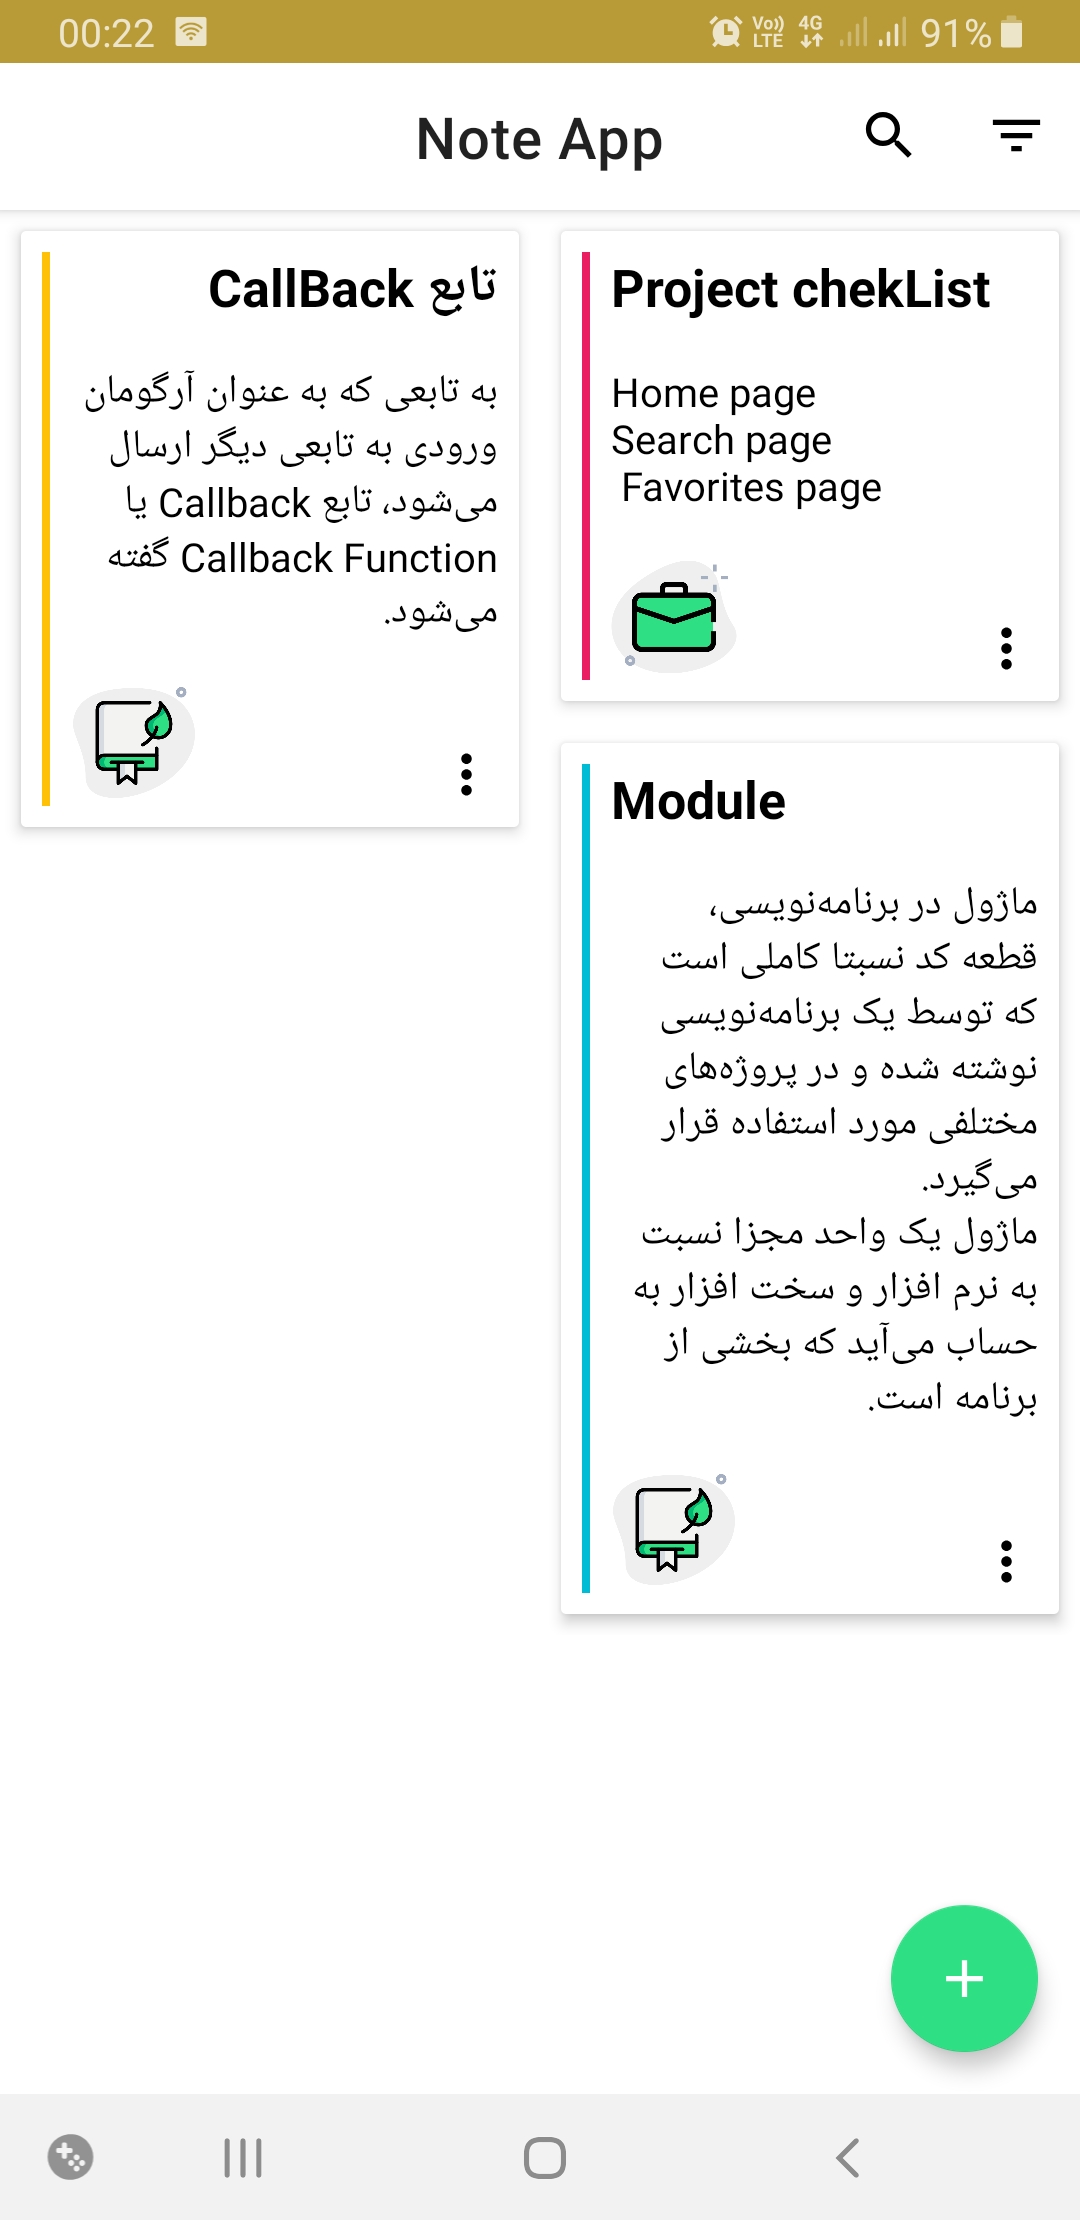 00:22
Vo)) LTE 4G 91%
Note App
تابع CallBack
به تابعی که به عنوان آرگومان
ورودی به تابعی دیگر ارسال
می‌شود، تابع Callback یا
Callback Function گفته
می‌شود.
Project chekList
Home page
Search page
Favorites page
Module
ماژول در برنامه‌نویسی،
قطعه کد نسبتا کاملی است
که توسط یک برنامه‌نویسی
نوشته شده و در پروژه‌های
مختلفی مورد استفاده قرار
می‌گیرد.
ماژول یک واحد مجزا نسبت
به نرم افزار و سخت افزار به
حساب می‌آید که بخشی از
برنامه است.